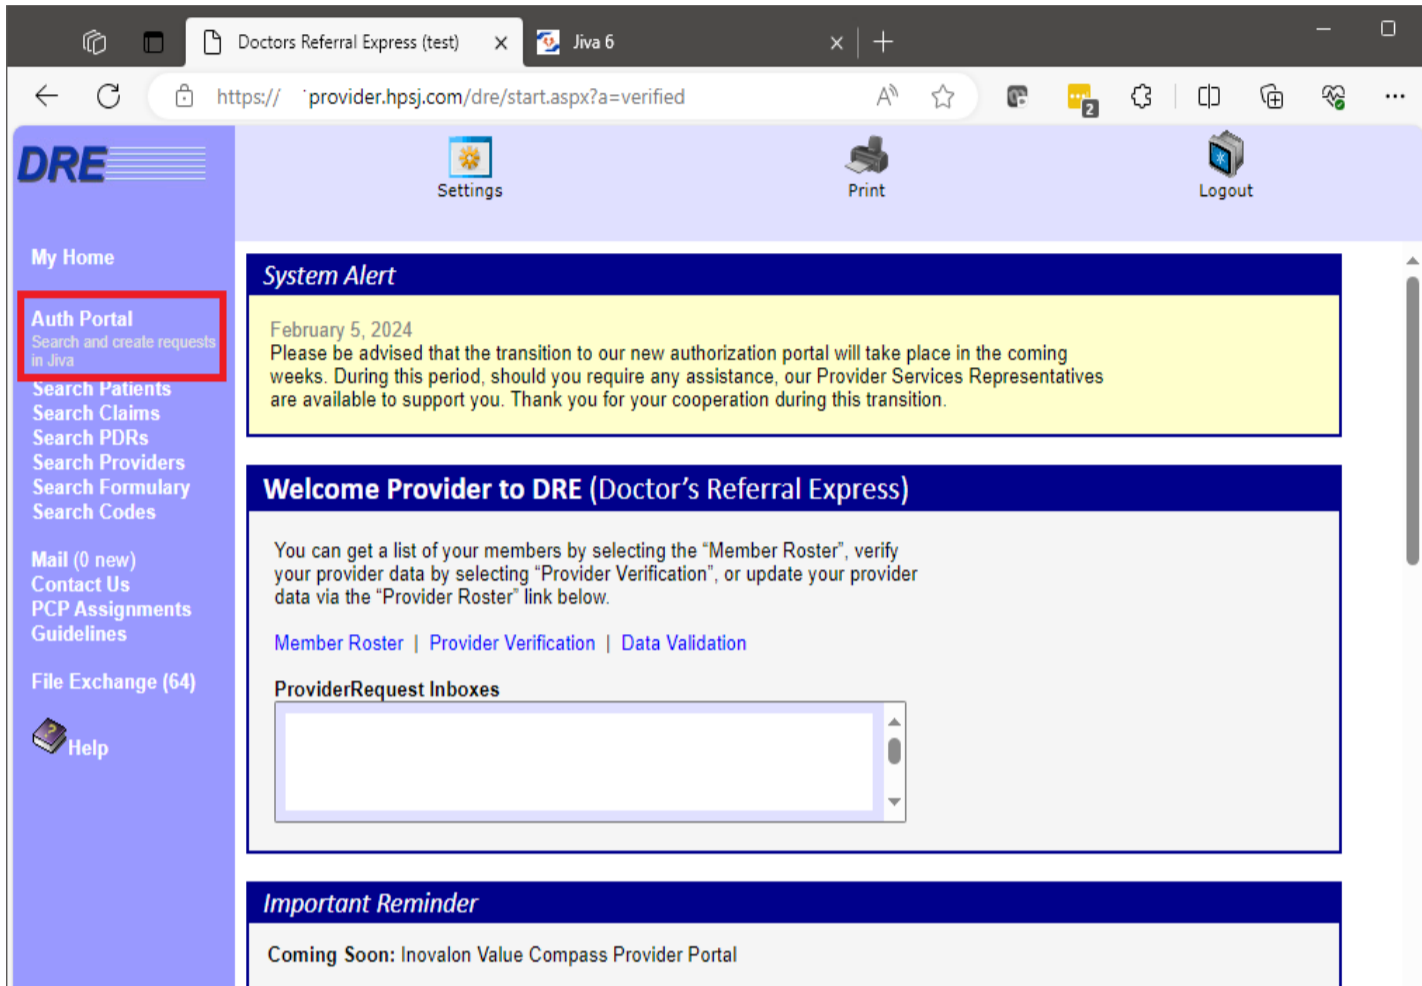 Doctors Referral Express (test)
Jiva 6
https:// provider.hpsj.com/dre/start.aspx?a=verified
2
DRE
Settings
Print
Logout
My Home
Auth Portal
Search and create requests
in Jiva
Search Patients
Search Claims
Search PDRs
Search Providers
Search Formulary
Search Codes
Mail (0 new)
Contact Us
PCP Assignments
Guidelines
File Exchange (64)
Help
System Alert
February 5, 2024
Please be advised that the transition to our new authorization portal will take place in the coming
weeks. During this period, should you require any assistance, our Provider Services Representatives
are available to support you. Thank you for your cooperation during this transition.
Welcome Provider to DRE (Doctor’s Referral Express)
You can get a list of your members by selecting the “Member Roster”, verify
your provider data by selecting “Provider Verification”, or update your provider
data via the “Provider Roster” link below.
Member Roster | Provider Verification | Data Validation
ProviderRequest Inboxes
Important Reminder
Coming Soon: Inovalon Value Compass Provider Portal